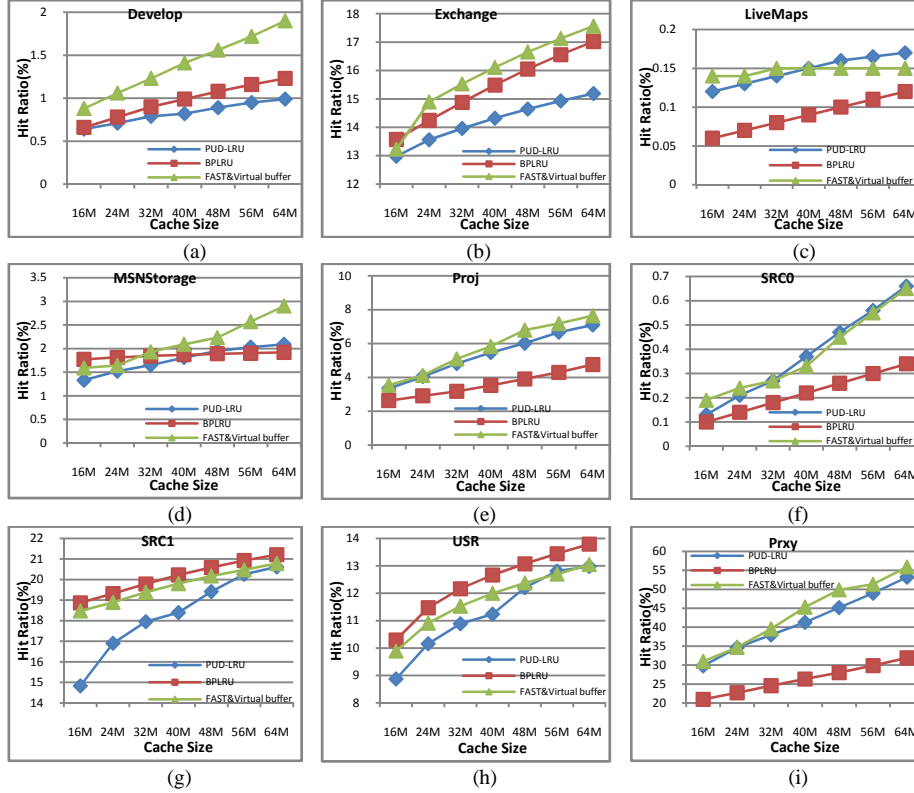 Develop
2
1.5
1
0.5
0
Hit Ratio(%)
PUD-LRU
BPLRU
FAST&Virtual buffer
16M 24M 32M 40M 48M 56M 64M
Cache Size
(a)
Exchange
18
17
16
15
14
13
12
Hit Ratio(%)
PUD-LRU
BPLRU
FAST&Virtual buffer
16M 24M 32M 40M 48M 56M 64M
Cache Size
(b)
LiveMaps
0.2
0.15
0.1
0.05
0
Hit Ratio(%)
PUD-LRU
BPLRU
FAST&Virtual buffer
16M 24M 32M 40M 48M 56M 64M
Cache Size
(c)
MSNStorage
3.5
3
2.5
2
1.5
1
0.5
0
Hit Ratio(%)
PUD-LRU
BPLRU
FAST&Virtual buffer
16M 24M 32M 40M 48M 56M 64M
Cache Size
(d)
Proj
10
8
6
4
2
0
Hit Ratio(%)
PUD-LRU
BPLRU
FAST&Virtual buffer
16M 24M 32M 40M 48M 56M 64M
Cache Size
(e)
SRC0
0.7
0.6
0.5
0.4
0.3
0.2
0.1
0
Hit Ratio(%)
PUD-LRU
BPLRU
FAST&Virtual buffer
16M 24M 32M 40M 48M 56M 64M
Cache Size
(f)
SRC1
22
21
20
19
18
17
16
15
14
Hit Ratio(%)
PUD-LRU
BPLRU
FAST&Virtual buffer
16M 24M 32M 40M 48M 56M 64M
Cache Size
(g)
USR
14
13
12
11
10
9
8
Hit Ratio(%)
PUD-LRU
BPLRU
FAST&Virtual buffer
16M 24M 32M 40M 48M 56M 64M
Cache Size
(h)
Prxy
60
55
50
45
40
35
30
25
20
Hit Ratio(%)
PUD-LRU
BPLRU
FAST&Virtual buffer
16M 24M 32M 40M 48M 56M 64M
Cache Size
(i)